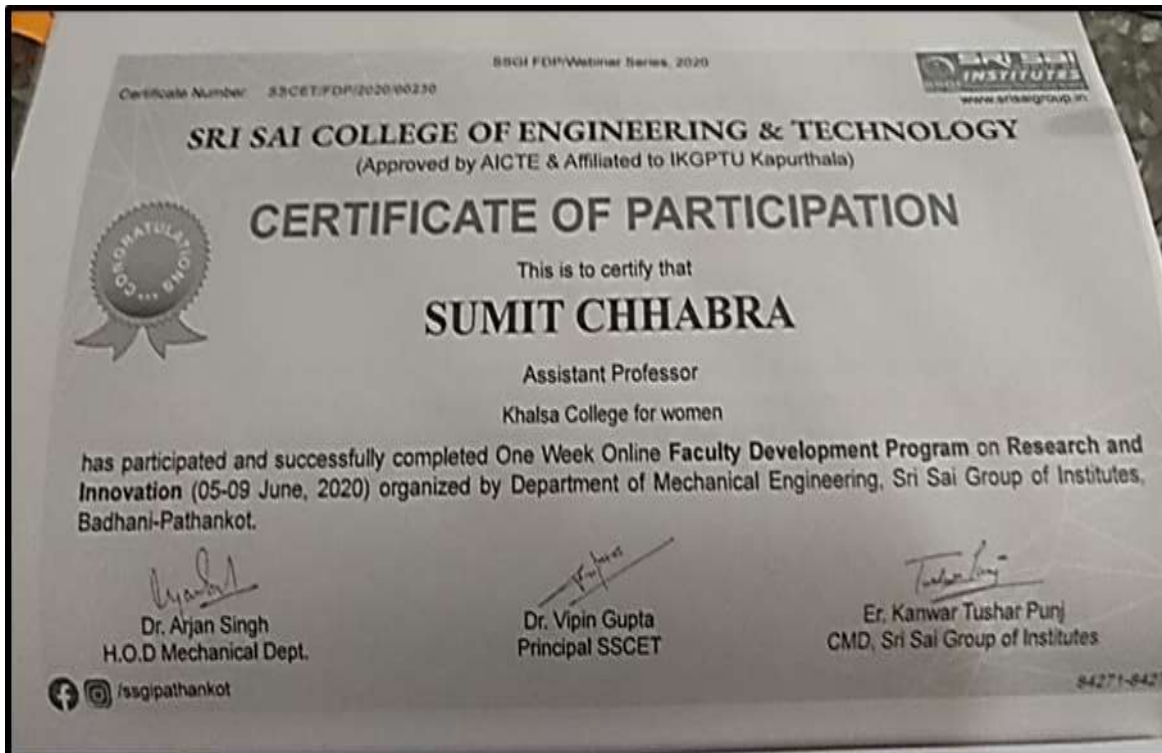 SSGI FDP/Webinar Series, 2020
Certificate Number SSCET/FDP/2020/00230
SRI SAI
INSTITUTES
www.srisaigroup.in
SRI SAI COLLEGE OF ENGINEERING & TECHNOLOGY
(Approved by AICTE & Affiliated to IKGPTU Kapurthala)
CERTIFICATE OF PARTICIPATION
CONGRATULATIONS
This is to certify that
SUMIT CHHABRA
Assistant Professor
Khalsa College for women
has participated and successfully completed One Week Online Faculty Development Program on Research and
Innovation (05-09 June, 2020) organized by Department of Mechanical Engineering, Sri Sai Group of Institutes,
Badhani-Pathankot.
Dr. Arjan Singh
H.O.D Mechanical Dept.
Dr. Vipin Gupta
Principal SSCET
Er. Kanwar Tushar Punj
CMD, Sri Sai Group of Institutes
/ssgipathankot
84271-842